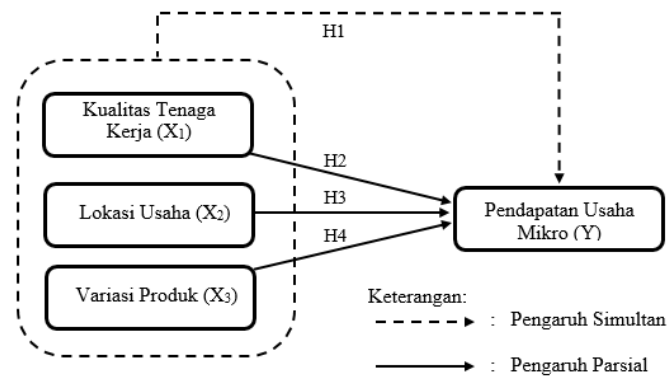 H1
Kualitas Tenaga
Kerja (X₁)
H2
Lokasi Usaha (X₂)
H3
Pendapatan Usaha
Mikro (Y)
H4
Variasi Produk (X₃)
Keterangan:
: Pengaruh Simultan
: Pengaruh Parsial